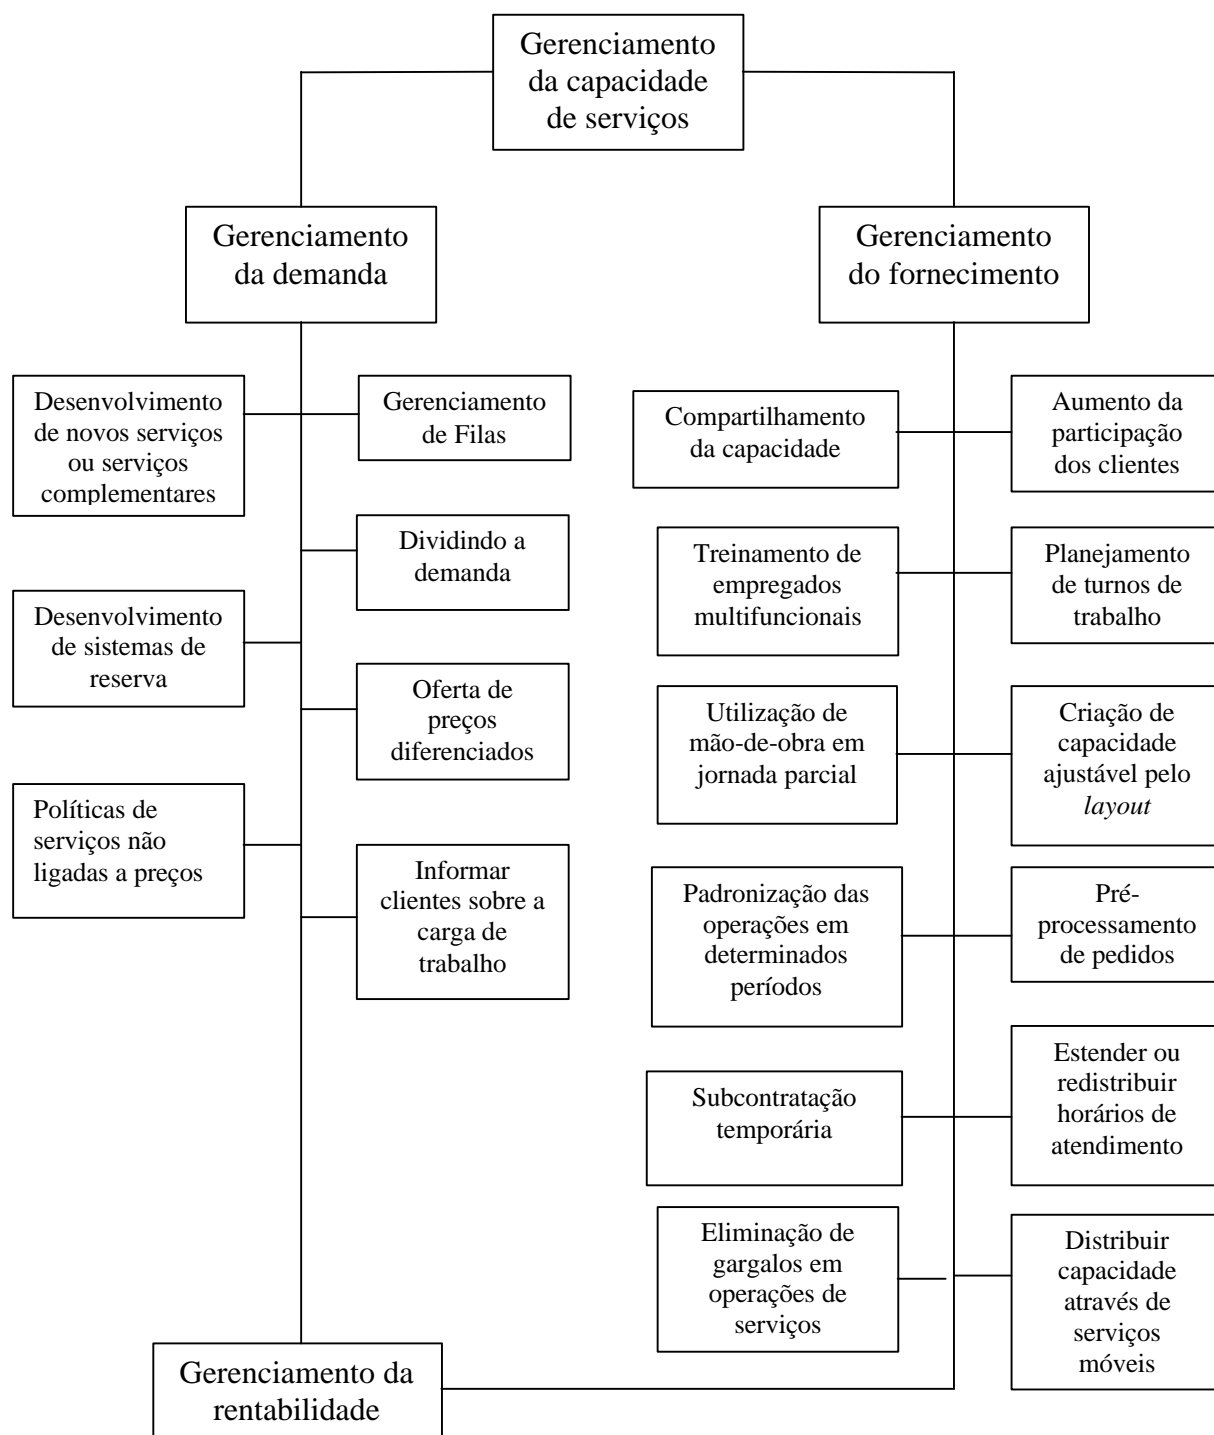 Gerenciamento
da capacidade
de serviços
Gerenciamento
da demanda
Gerenciamento
do fornecimento
Desenvolvimento
de novos serviços
ou serviços
complementares
Gerenciamento
de Filas
Dividindo a
demanda
Desenvolvimento
de sistemas de
reserva
Oferta de
preços
diferenciados
Políticas de
serviços não
ligadas a preços
Informar
clientes sobre a
carga de
trabalho
Compartilhamento
da capacidade
Aumento da
participação
dos clientes
Treinamento de
empregados
multifuncionais
Planejamento
de turnos de
trabalho
Utilização de
mão-de-obra em
jornada parcial
Criação de
capacidade
ajustável pelo
layout
Padronização das
operações em
determinados
períodos
Pré-
processamento
de pedidos
Subcontratação
temporária
Estender ou
redistribuir
horários de
atendimento
Eliminação de
gargalos em
operações de
serviços
Distribuir
capacidade
através de
serviços
móveis
Gerenciamento da
rentabilidade